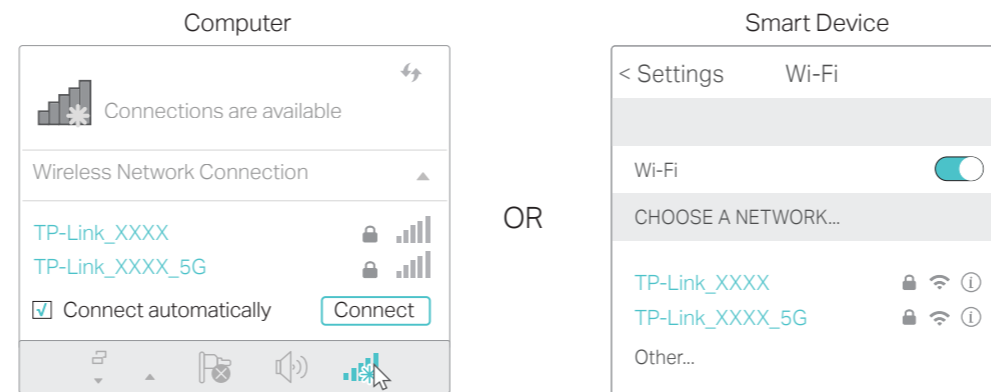 Computer
Connections are available
Wireless Network Connection
TP-Link_XXXX
TP-Link_XXXX_5G
Connect automatically
Connect
OR
Smart Device
< Settings Wi-Fi
Wi-Fi
CHOOSE A NETWORK...
TP-Link_XXXX
TP-Link_XXXX_5G
Other...